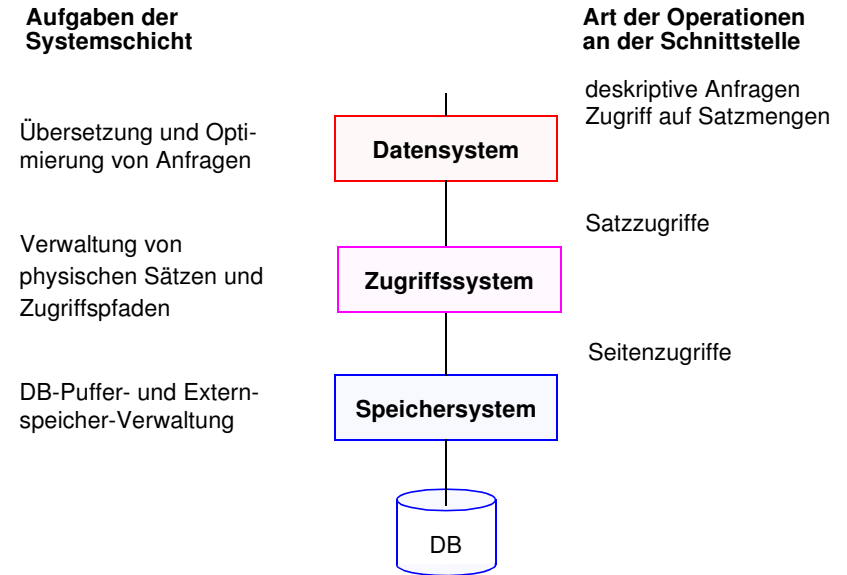 Aufgaben der
Systemschicht
Art der Operationen
an der Schnittstelle
deskriptive Anfragen
Zugriff auf Satzmengen
Übersetzung und Opti-
mierung von Anfragen
Datensystem
Satzzugriffe
Verwaltung von
physischen Sätzen und
Zugriffspfaden
Zugriffssystem
Seitenzugriffe
DB-Puffer- und Extern-
speicher-Verwaltung
Speichersystem
DB